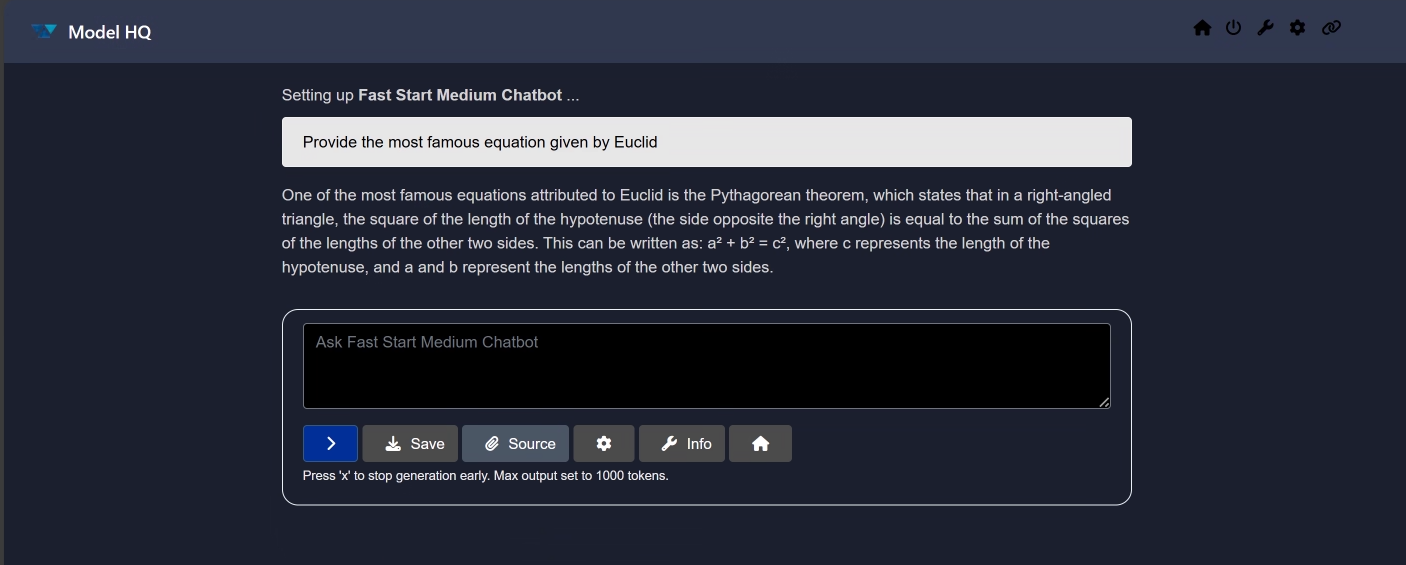 Model HQ
Setting up Fast Start Medium Chatbot ...
Provide the most famous equation given by Euclid
One of the most famous equations attributed to Euclid is the Pythagorean theorem, which states that in a right-angled
triangle, the square of the length of the hypotenuse (the side opposite the right angle) is equal to the sum of the squares
of the lengths of the other two sides. This can be written as: a² + b² = c², where c represents the length of the
hypotenuse, and a and b represent the lengths of the other two sides.
Ask Fast Start Medium Chatbot
Save Source Info
Press 'x' to stop generation early. Max output set to 1000 tokens.